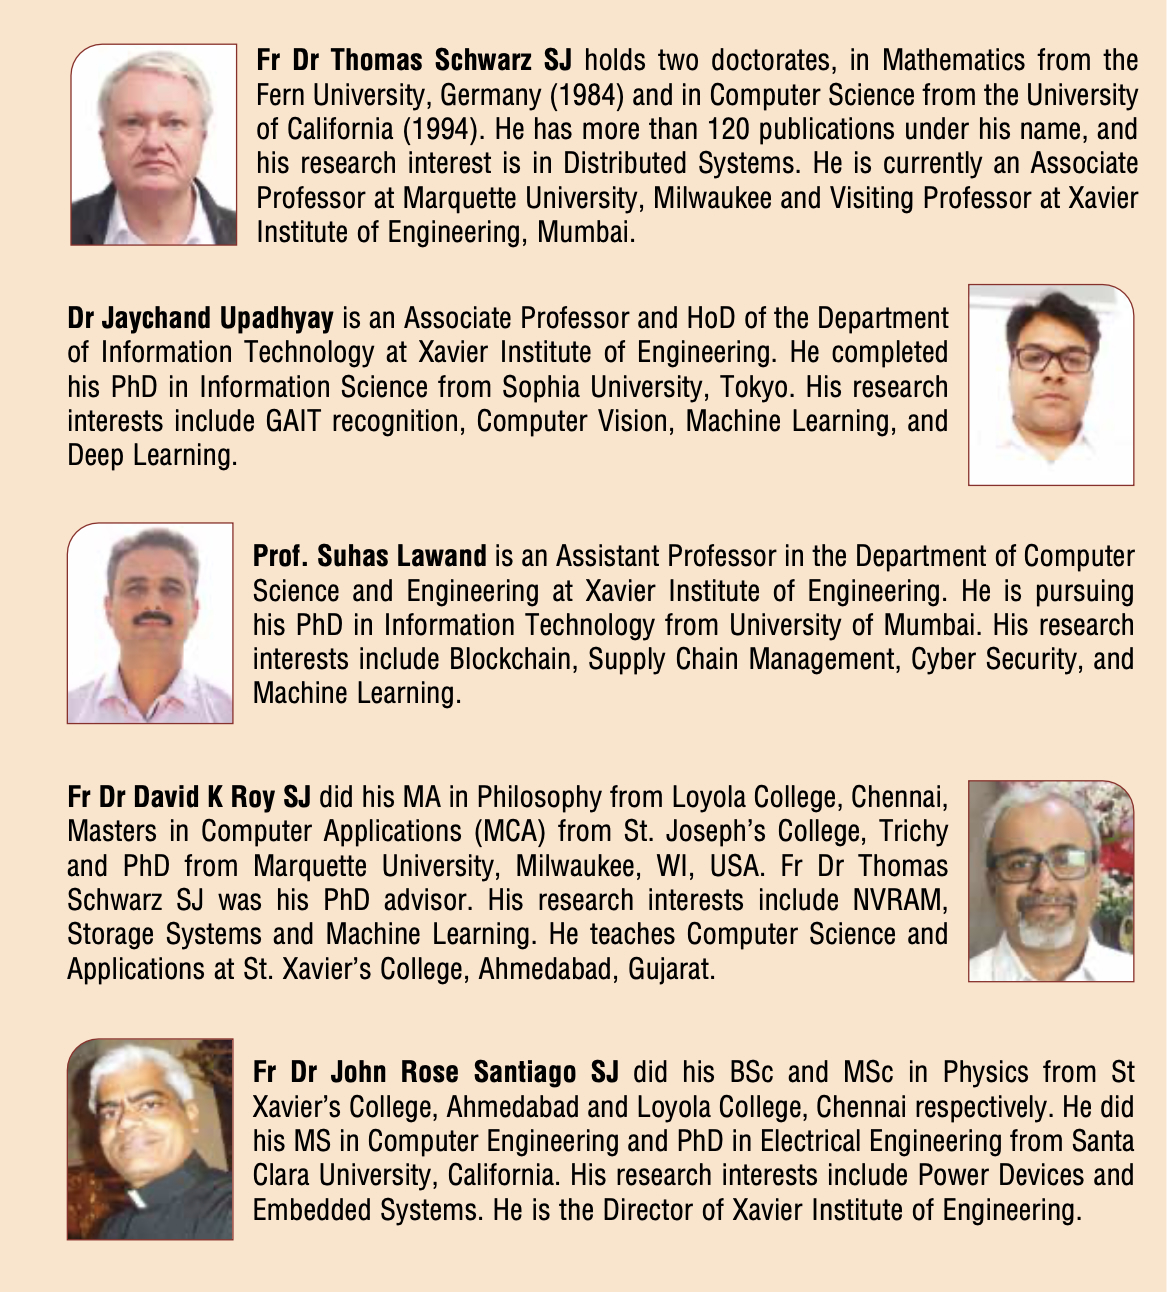 Fr Dr Thomas Schwarz SJ holds two doctorates, in Mathematics from the
Fern University, Germany (1984) and in Computer Science from the University
of California (1994). He has more than 120 publications under his name, and
his research interest is in Distributed Systems. He is currently an Associate
Professor at Marquette University, Milwaukee and Visiting Professor at Xavier
Institute of Engineering, Mumbai.
Dr Jaychand Upadhyay is an Associate Professor and HoD of the Department
of Information Technology at Xavier Institute of Engineering. He completed
his PhD in Information Science from Sophia University, Tokyo. His research
interests include GAIT recognition, Computer Vision, Machine Learning, and
Deep Learning.
Prof. Suhas Lawand is an Assistant Professor in the Department of Computer
Science and Engineering at Xavier Institute of Engineering. He is pursuing
his PhD in Information Technology from University of Mumbai. His research
interests include Blockchain, Supply Chain Management, Cyber Security, and
Machine Learning.
Fr Dr David K Roy SJ did his MA in Philosophy from Loyola College, Chennai,
Masters in Computer Applications (MCA) from St. Joseph's College, Trichy
and PhD from Marquette University, Milwaukee, WI, USA. Fr Dr Thomas
Schwarz SJ was his PhD advisor. His research interests include NVRAM,
Storage Systems and Machine Learning. He teaches Computer Science and
Applications at St. Xavier's College, Ahmedabad, Gujarat.
Fr Dr John Rose Santiago SJ did his BSc and MSc in Physics from St
Xavier's College, Ahmedabad and Loyola College, Chennai respectively. He did
his MS in Computer Engineering and PhD in Electrical Engineering from Santa
Clara University, California. His research interests include Power Devices and
Embedded Systems. He is the Director of Xavier Institute of Engineering.